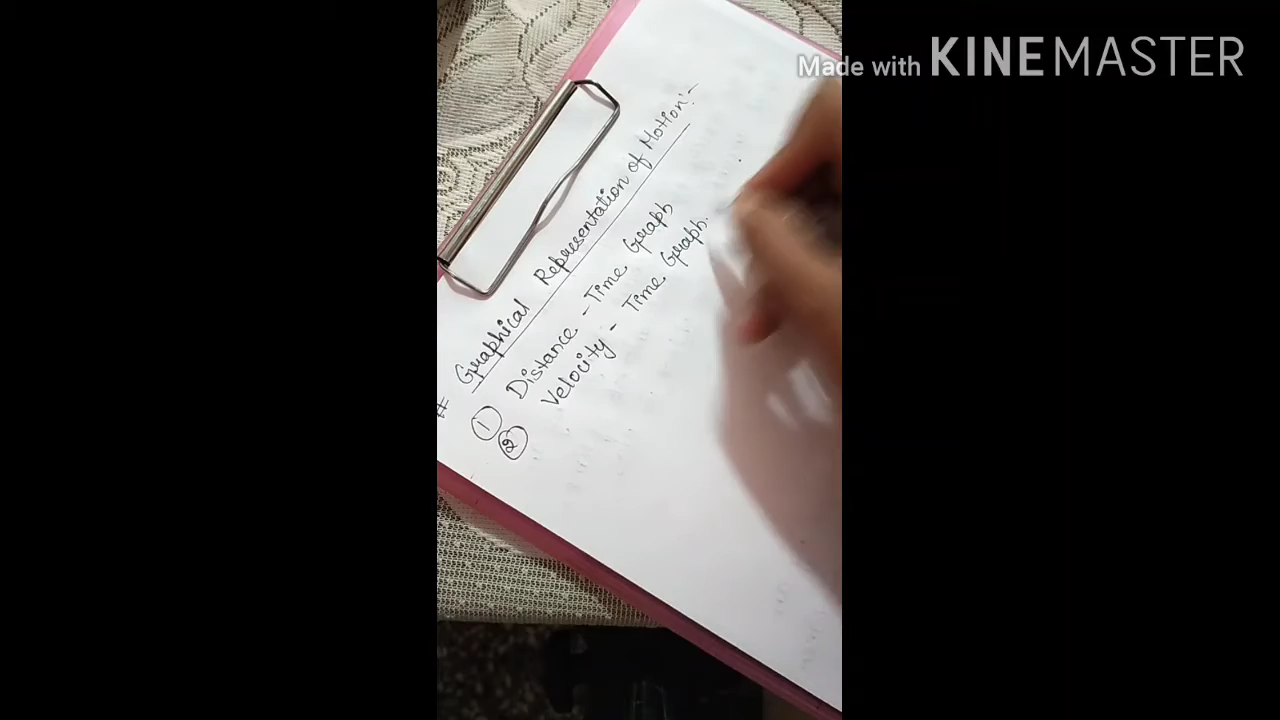 Made with KINEMASTER
# Graphical Representation of Motion:-
① Distance - Time Graph
② Velocity - Time Graph.